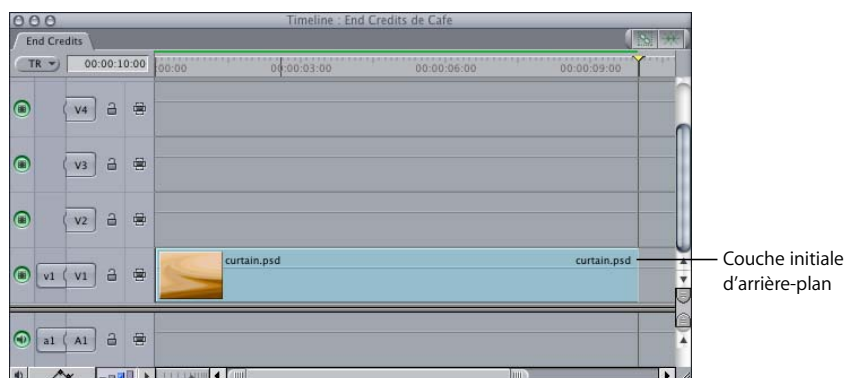 Timeline : End Credits de Cafe
End Credits
TR 00:00:10:00 00:00 00:00:03:00 00:00:06:00 00:00:09:00
V4
V3
V2
v1 V1 curtain.psd curtain.psd
Couche initiale
d'arrière-plan
a1 A1